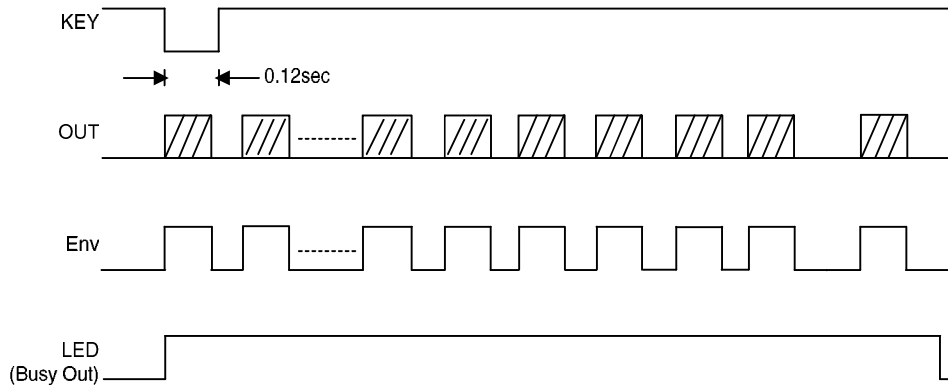 KEY
0.12sec
OUT
Env
LED
(Busy Out)